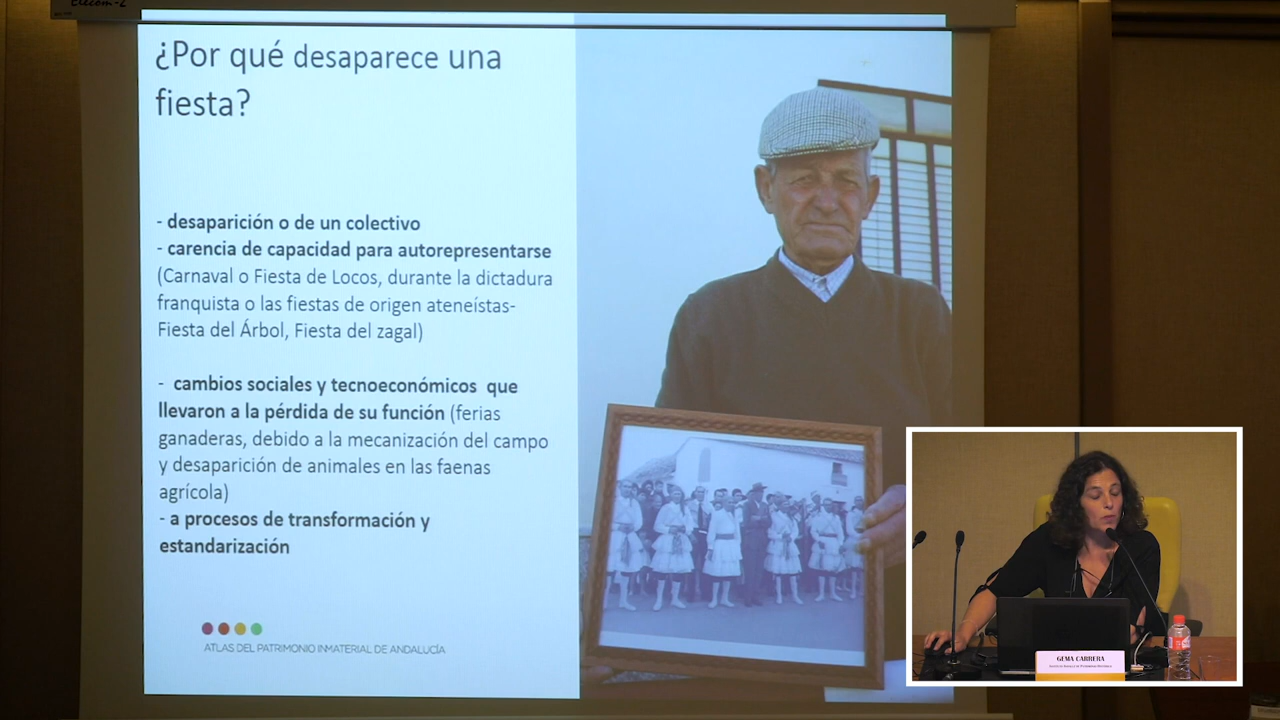 Elecom-2
¿Por qué desaparece una
fiesta?
- desaparición o de un colectivo
- carencia de capacidad para autorepresentarse
(Carnaval o Fiesta de Locos, durante la dictadura
franquista o las fiestas de origen ateneístas-
Fiesta del Árbol, Fiesta del zagal)
- cambios sociales y tecnoeconómicos que
llevaron a la pérdida de su función (ferias
ganaderas, debido a la mecanización del campo
y desaparición de animales en las faenas
agrícola)
- a procesos de transformación y
estandarización
ATLAS DEL PATRIMONIO INMATERIAL DE ANDALUCÍA
GEMA CARRERA